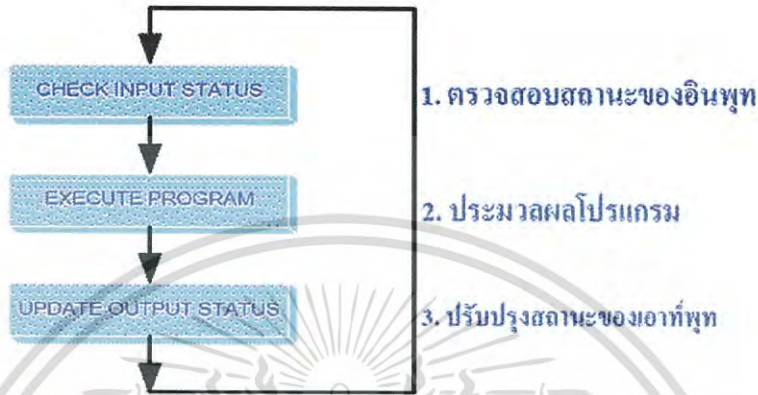 CHECK INPUT STATUS
1. ตรวจสอบสถานะของอินพุท
EXECUTE PROGRAM
2. ประมวลผลโปรแกรม
UPDATE OUTPUT STATUS
3. ปรับปรุงสถานะของเอาท์พุท